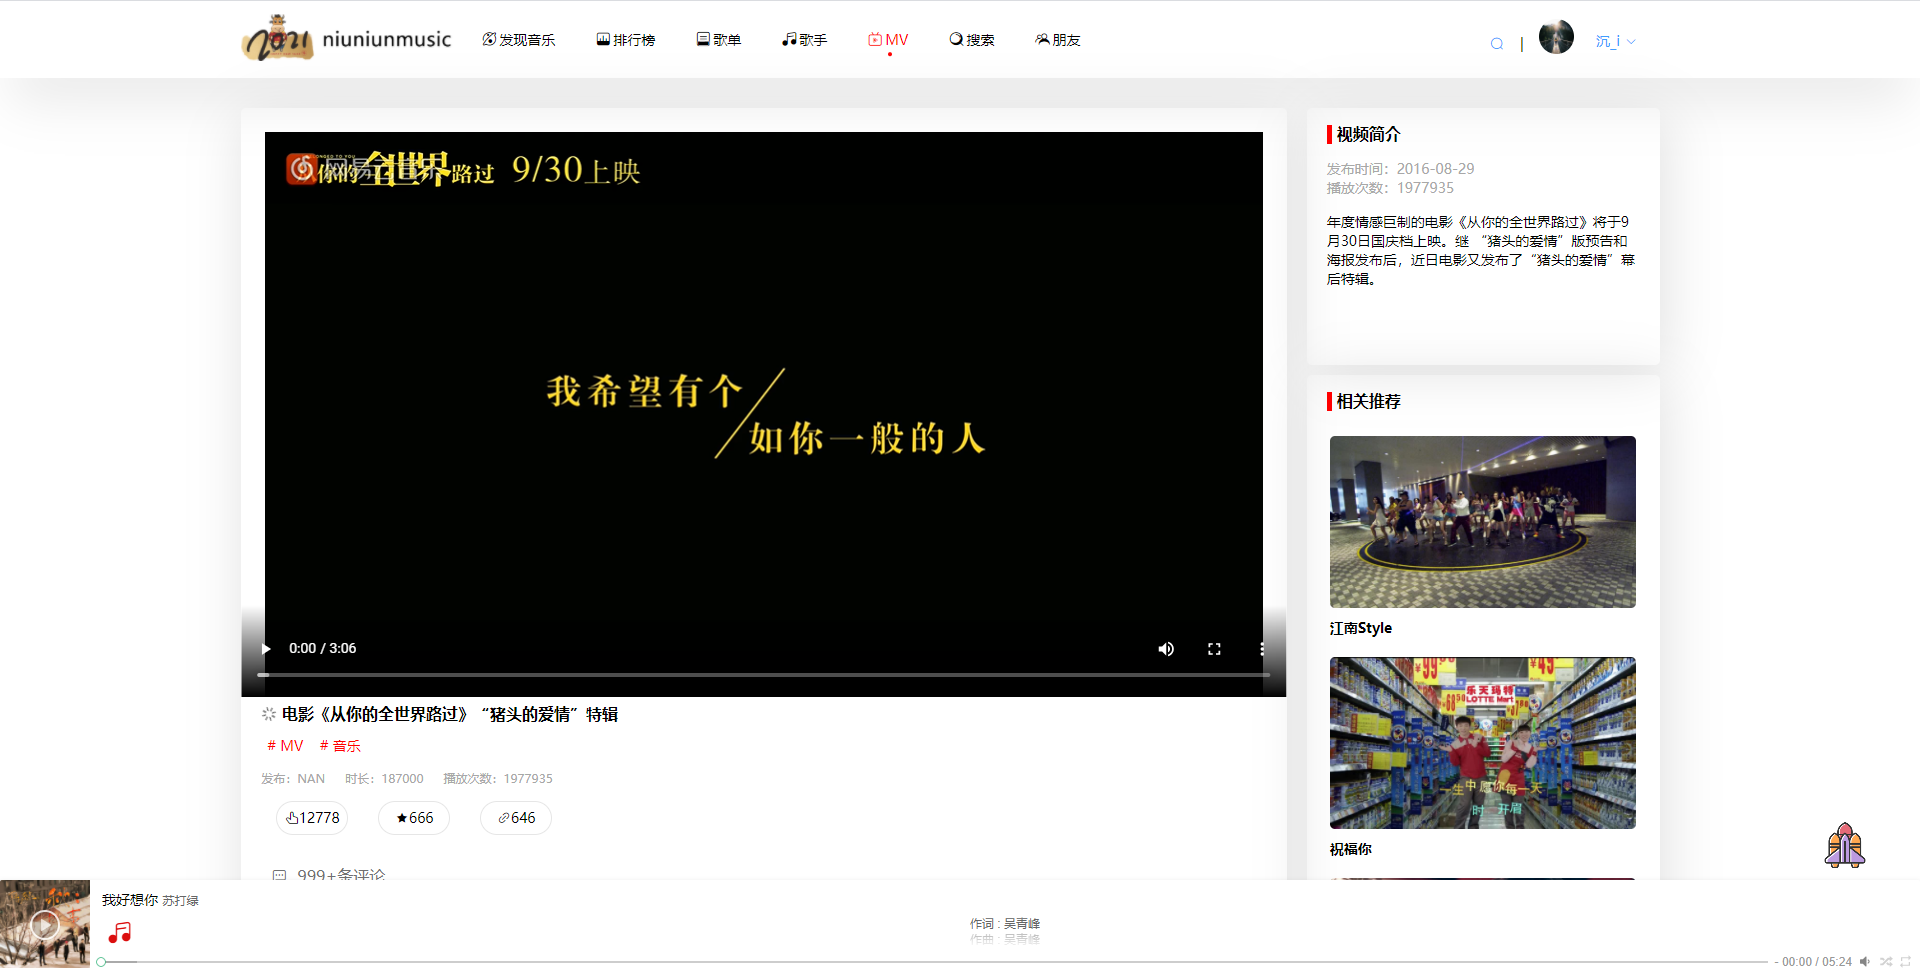 2021 niuniunmusic 发现音乐 排行榜 歌单 歌手 MV 搜索 朋友 | 沉_i
你的全世界路过 9/30上映
我希望有个
如你一般的人
0:00 / 3:06
电影《从你的全世界路过》 “猪头的爱情” 特辑
# MV # 音乐
发布：NAN 时长：187000 播放次数：1977935
12778 666 646
999+条评论
视频简介
发布时间：2016-08-29
播放次数：1977935
年度情感巨制的电影《从你的全世界路过》将于9
月30日国庆档上映。继 “猪头的爱情” 版预告和
海报发布后，近日电影又发布了 “猪头的爱情” 幕
后特辑。
相关推荐
江南Style
¥99
¥49
乐天玛特
LOTTE Mart
一生中愿你每一天
时 开眉
祝福你
我好想你 苏打绿
作词 : 吴青峰
作曲 : 吴青峰
- 00:00 / 05:24